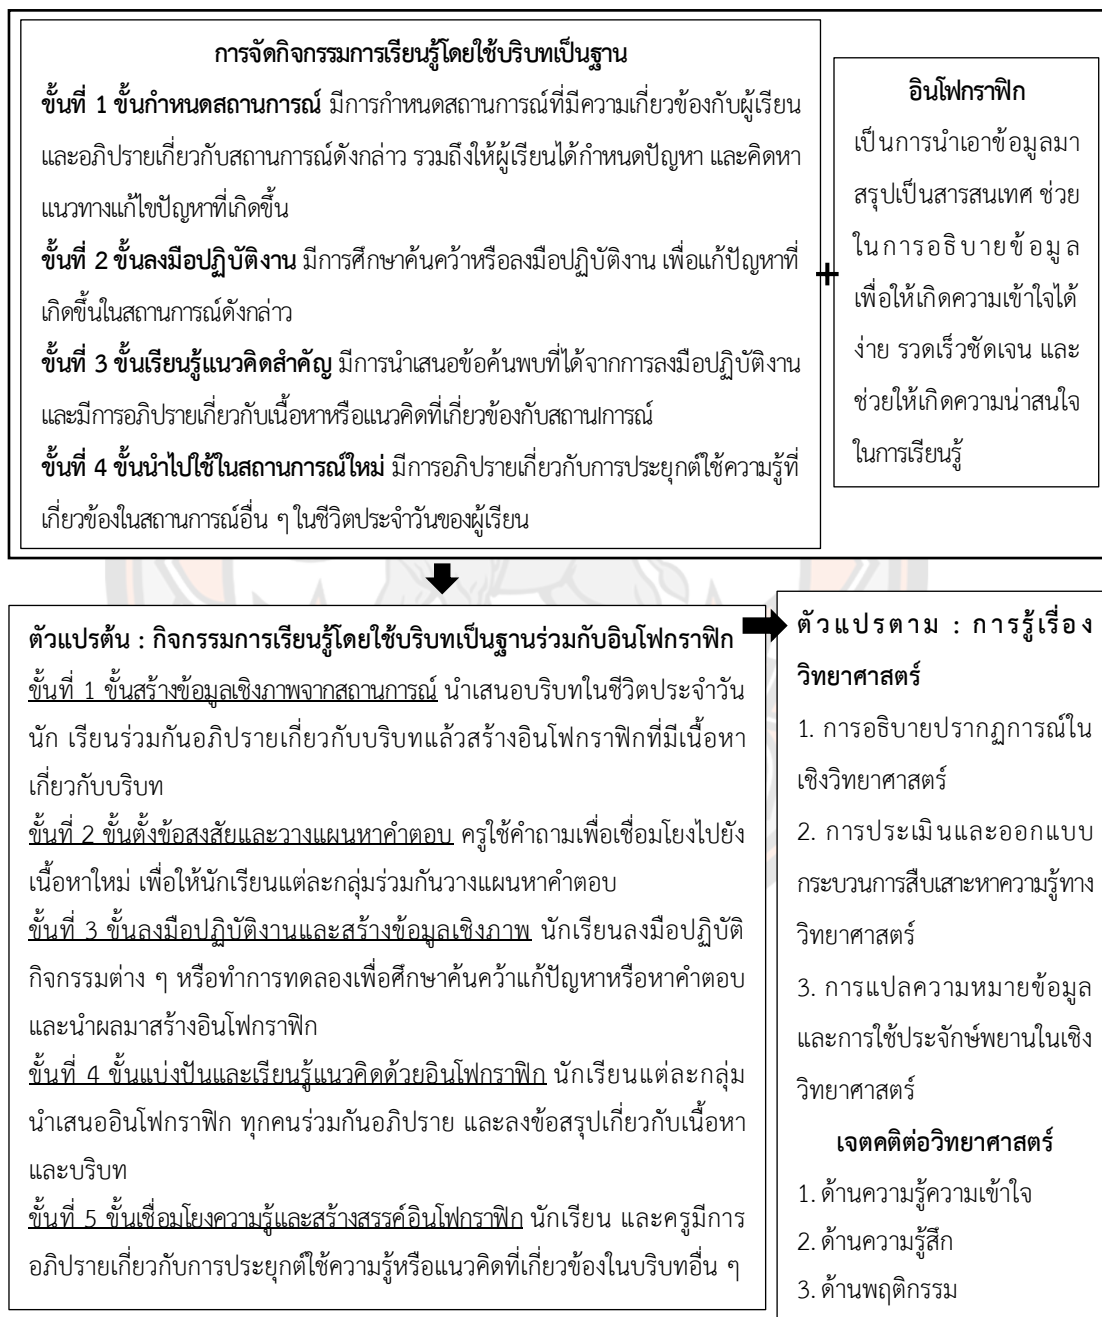 การจัดกิจกรรมการเรียนรู้โดยใช้บริบทเป็นฐาน
ขั้นที่ 1 ขั้นกำหนดสถานการณ์ มีการกำหนดสถานการณ์ที่มีความเกี่ยวข้องกับผู้เรียน
และอภิปรายเกี่ยวกับสถานการณ์ดังกล่าว รวมถึงให้ผู้เรียนได้กำหนดปัญหา และคิดหา
แนวทางแก้ไขปัญหาที่เกิดขึ้น
ขั้นที่ 2 ขั้นลงมือปฏิบัติงาน มีการศึกษาค้นคว้าหรือลงมือปฏิบัติงาน เพื่อแก้ปัญหาที่
เกิดขึ้นในสถานการณ์ดังกล่าว
ขั้นที่ 3 ขั้นเรียนรู้แนวคิดสำคัญ มีการนำเสนอข้อค้นพบที่ได้จากการลงมือปฏิบัติงาน
และมีการอภิปรายเกี่ยวกับเนื้อหาหรือแนวคิดที่เกี่ยวข้องกับสถานIการณ์
ขั้นที่ 4 ขั้นนำไปใช้ในสถานการณ์ใหม่ มีการอภิปรายเกี่ยวกับการประยุกต์ใช้ความรู้ที่
เกี่ยวข้องในสถานการณ์อื่น ๆ ในชีวิตประจำวันของผู้เรียน
+
อินโฟกราฟิก
เป็นการนำเอาข้อมูลมา
สรุปเป็นสารสนเทศ ช่วย
ในการอธิบายข้อมูล
เพื่อให้เกิดความเข้าใจได้
ง่าย รวดเร็วชัดเจน และ
ช่วยให้เกิดความน่าสนใจ
ในการเรียนรู้
ตัวแปรต้น : กิจกรรมการเรียนรู้โดยใช้บริบทเป็นฐานร่วมกับอินโฟกราฟิก
ขั้นที่ 1 ขั้นสร้างข้อมูลเชิงภาพจากสถานการณ์ นำเสนอบริบทในชีวิตประจำวัน
นัก เรียนร่วมกันอภิปรายเกี่ยวกับบริบทแล้วสร้างอินโฟกราฟิกที่มีเนื้อหา
เกี่ยวกับบริบท
ขั้นที่ 2 ขั้นตั้งข้อสงสัยและวางแผนหาคำตอบ ครูใช้คำถามเพื่อเชื่อมโยงไปยัง
เนื้อหาใหม่ เพื่อให้นักเรียนแต่ละกลุ่มร่วมกันวางแผนหาคำตอบ
ขั้นที่ 3 ขั้นลงมือปฏิบัติงานและสร้างข้อมูลเชิงภาพ นักเรียนลงมือปฏิบัติ
กิจกรรมต่าง ๆ หรือทำการทดลองเพื่อศึกษาค้นคว้าแก้ปัญหาหรือหาคำตอบ
และนำผลมาสร้างอินโฟกราฟิก
ขั้นที่ 4 ขั้นแบ่งปันและเรียนรู้แนวคิดด้วยอินโฟกราฟิก นักเรียนแต่ละกลุ่ม
นำเสนออินโฟกราฟิก ทุกคนร่วมกันอภิปราย และลงข้อสรุปเกี่ยวกับเนื้อหา
และบริบท
ขั้นที่ 5 ขั้นเชื่อมโยงความรู้และสร้างสรรค์อินโฟกราฟิก นักเรียน และครูมีการ
อภิปรายเกี่ยวกับการประยุกต์ใช้ความรู้หรือแนวคิดที่เกี่ยวข้องในบริบทอื่น ๆ
ตัวแปรตาม : การรู้เรื่อง
วิทยาศาสตร์
1. การอธิบายปรากฏการณ์ใน
เชิงวิทยาศาสตร์
2. การประเมินและออกแบบ
กระบวนการสืบเสาะหาความรู้ทาง
วิทยาศาสตร์
3. การแปลความหมายข้อมูล
และการใช้ประจักษ์พยานในเชิง
วิทยาศาสตร์
เจตคติต่อวิทยาศาสตร์
1. ด้านความรู้ความเข้าใจ
2. ด้านความรู้สึก
3. ด้านพฤติกรรม